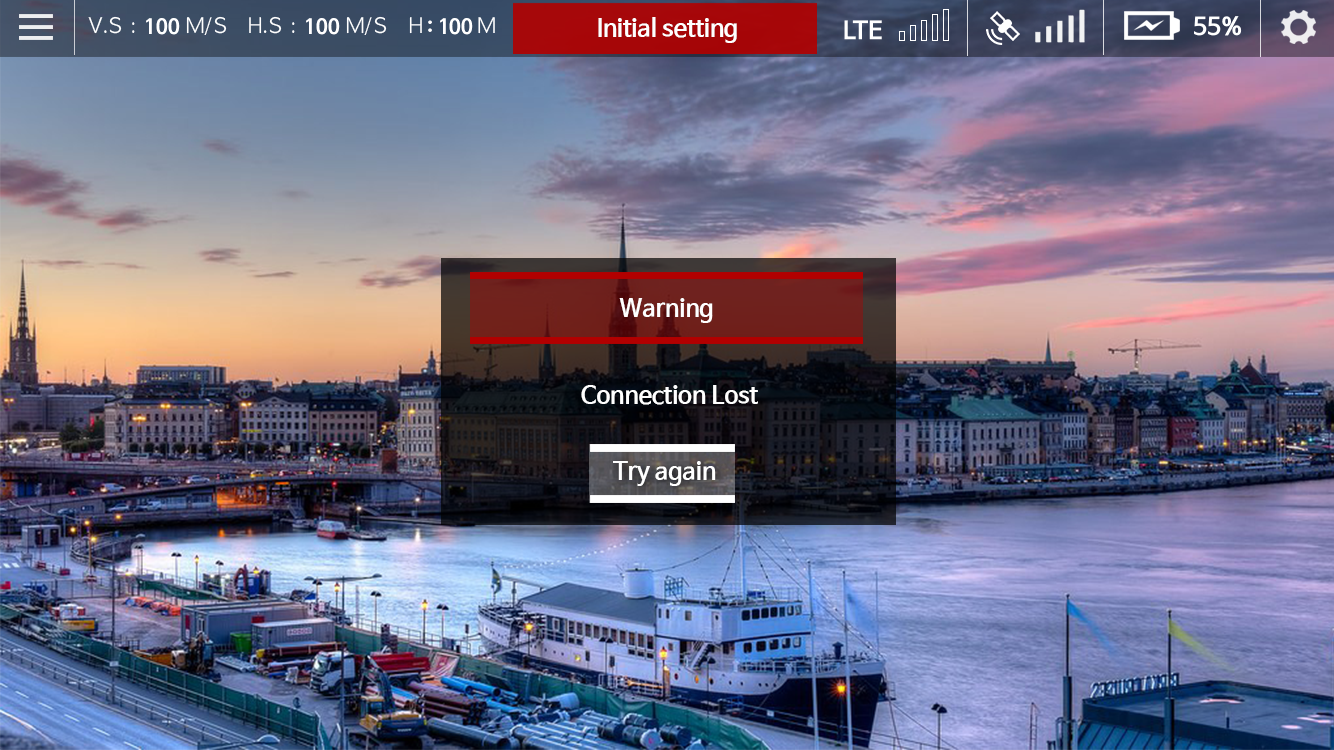 V.S : 100 M/S H.S : 100 M/S H : 100 M Initial setting LTE 55%
Warning
Connection Lost
Try again